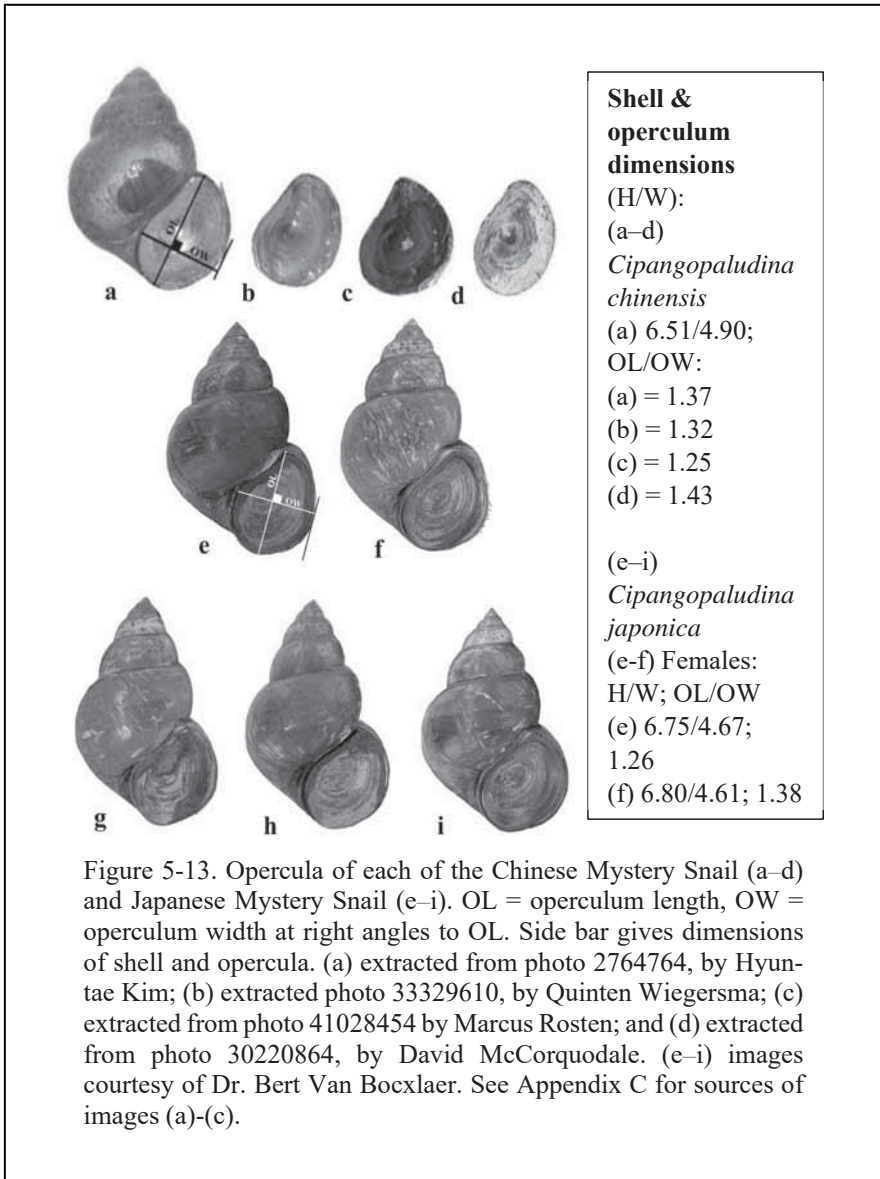 Shell &
operculum
dimensions
(H/W):
(a–d)
Cipangopaludina
chinensis
(a) 6.51/4.90;
OL/OW:
(a) = 1.37
(b) = 1.32
(c) = 1.25
(d) = 1.43
(e–i)
Cipangopaludina
japonica
(e-f) Females:
H/W; OL/OW
(e) 6.75/4.67;
1.26
(f) 6.80/4.61; 1.38
OL
OW
a
b
c
d
OL
OW
e
f
g
h
i
Figure 5-13. Opercula of each of the Chinese Mystery Snail (a–d)
and Japanese Mystery Snail (e–i). OL = operculum length, OW =
operculum width at right angles to OL. Side bar gives dimensions
of shell and opercula. (a) extracted from photo 2764764, by Hyun-
tae Kim; (b) extracted photo 33329610, by Quinten Wiegersma; (c)
extracted from photo 41028454 by Marcus Rosten; and (d) extracted
from photo 30220864, by David McCorquodale. (e–i) images
courtesy of Dr. Bert Van Bocxlaer. See Appendix C for sources of
images (a)-(c).